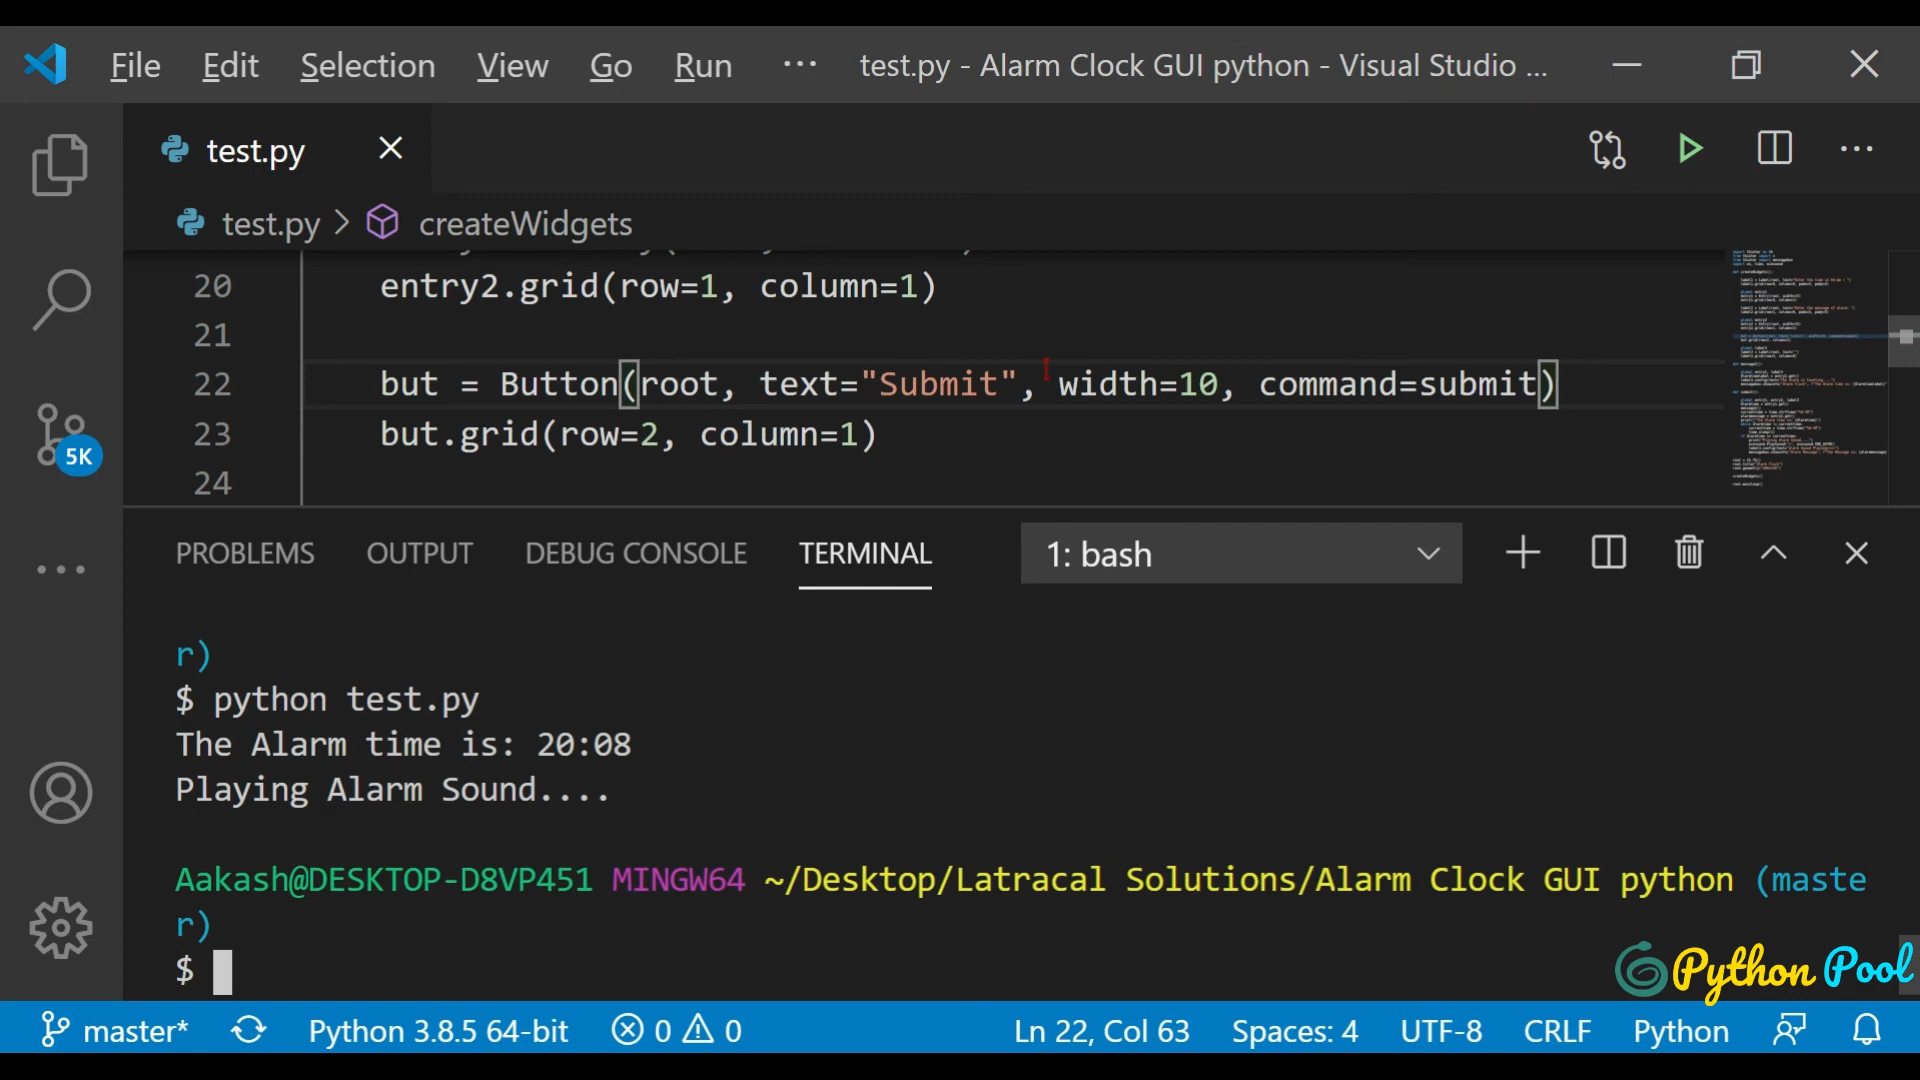 File Edit Selection View Go Run ··· test.py - Alarm Clock GUI python - Visual Studio ...
test.py
test.py > createWidgets
20 entry2.grid(row=1, column=1)
21
22 but = Button(root, text="Submit", width=10, command=submit)
23 but.grid(row=2, column=1)
24
5K
PROBLEMS OUTPUT DEBUG CONSOLE TERMINAL 1: bash
r)
$ python test.py
The Alarm time is: 20:08
Playing Alarm Sound....
Aakash@DESKTOP-D8VP451 MINGW64 ~/Desktop/Latracal Solutions/Alarm Clock GUI python (maste
r)
$
Python Pool
master* Python 3.8.5 64-bit 0 0 Ln 22, Col 63 Spaces: 4 UTF-8 CRLF Python